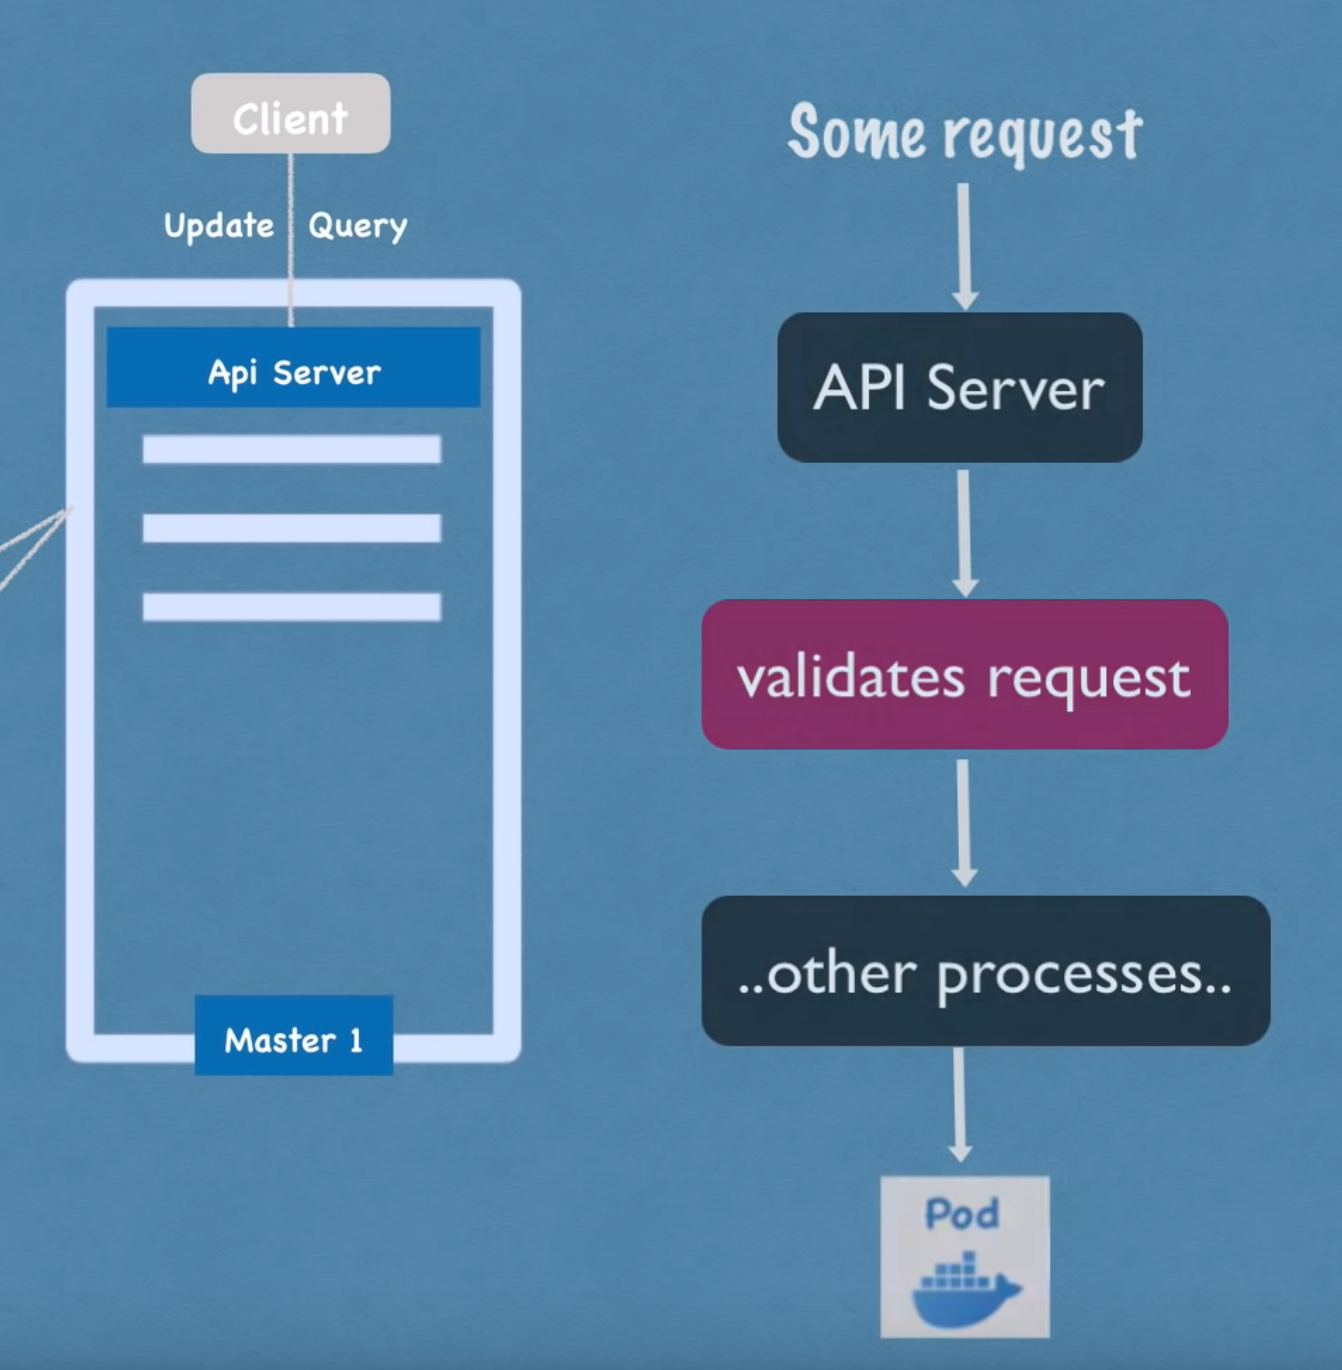 Client
Update Query
Api Server
Master 1
Some request
API Server
validates request
..other processes..
Pod